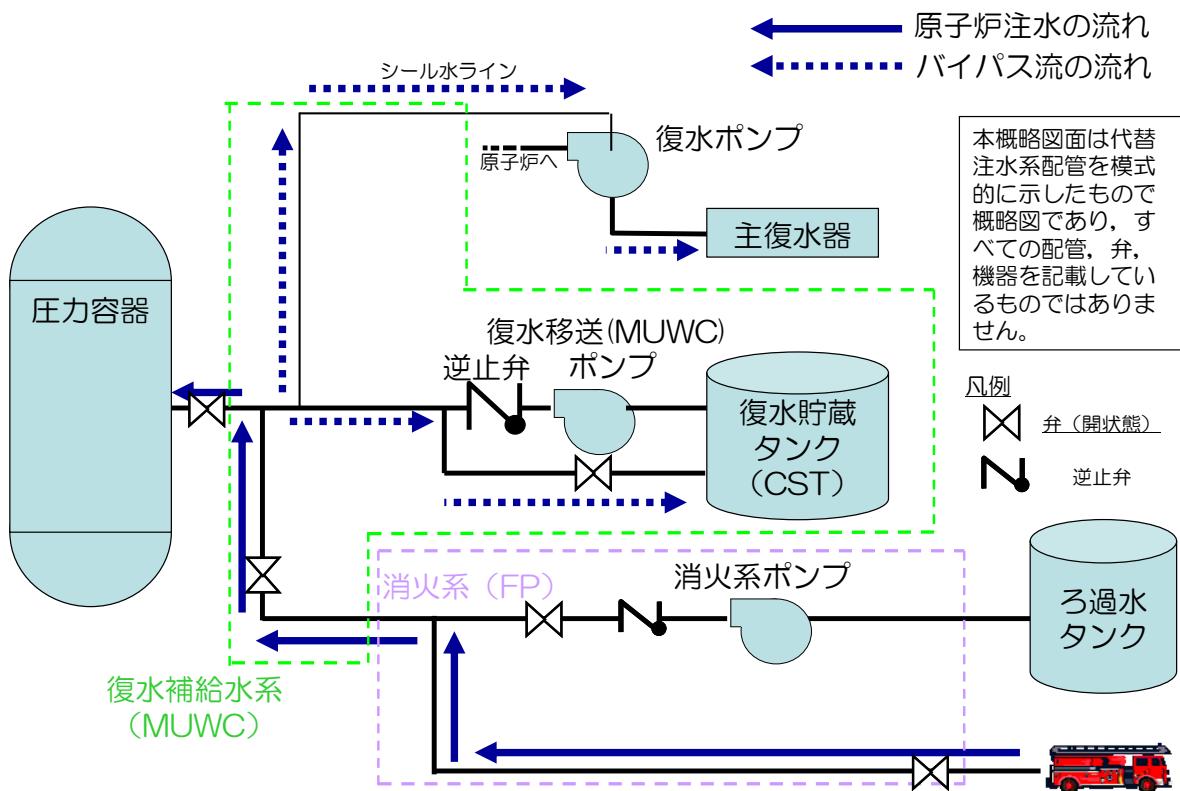 原子炉注水の流れ
バイパス流の流れ
シール水ライン
復水ポンプ
原子炉へ
主復水器
本概略図面は代替
注水系配管を模式
的に示したもので
概略図であり，す
べての配管，弁，
機器を記載してい
るものではありま
せん。
圧力容器
復水移送(MUWC)
ポンプ
逆止弁
復水貯蔵
タンク
（CST）
凡例
弁（開状態）
逆止弁
消火系（FP）
消火系ポンプ
ろ過水
タンク
復水補給水系
（MUWC）